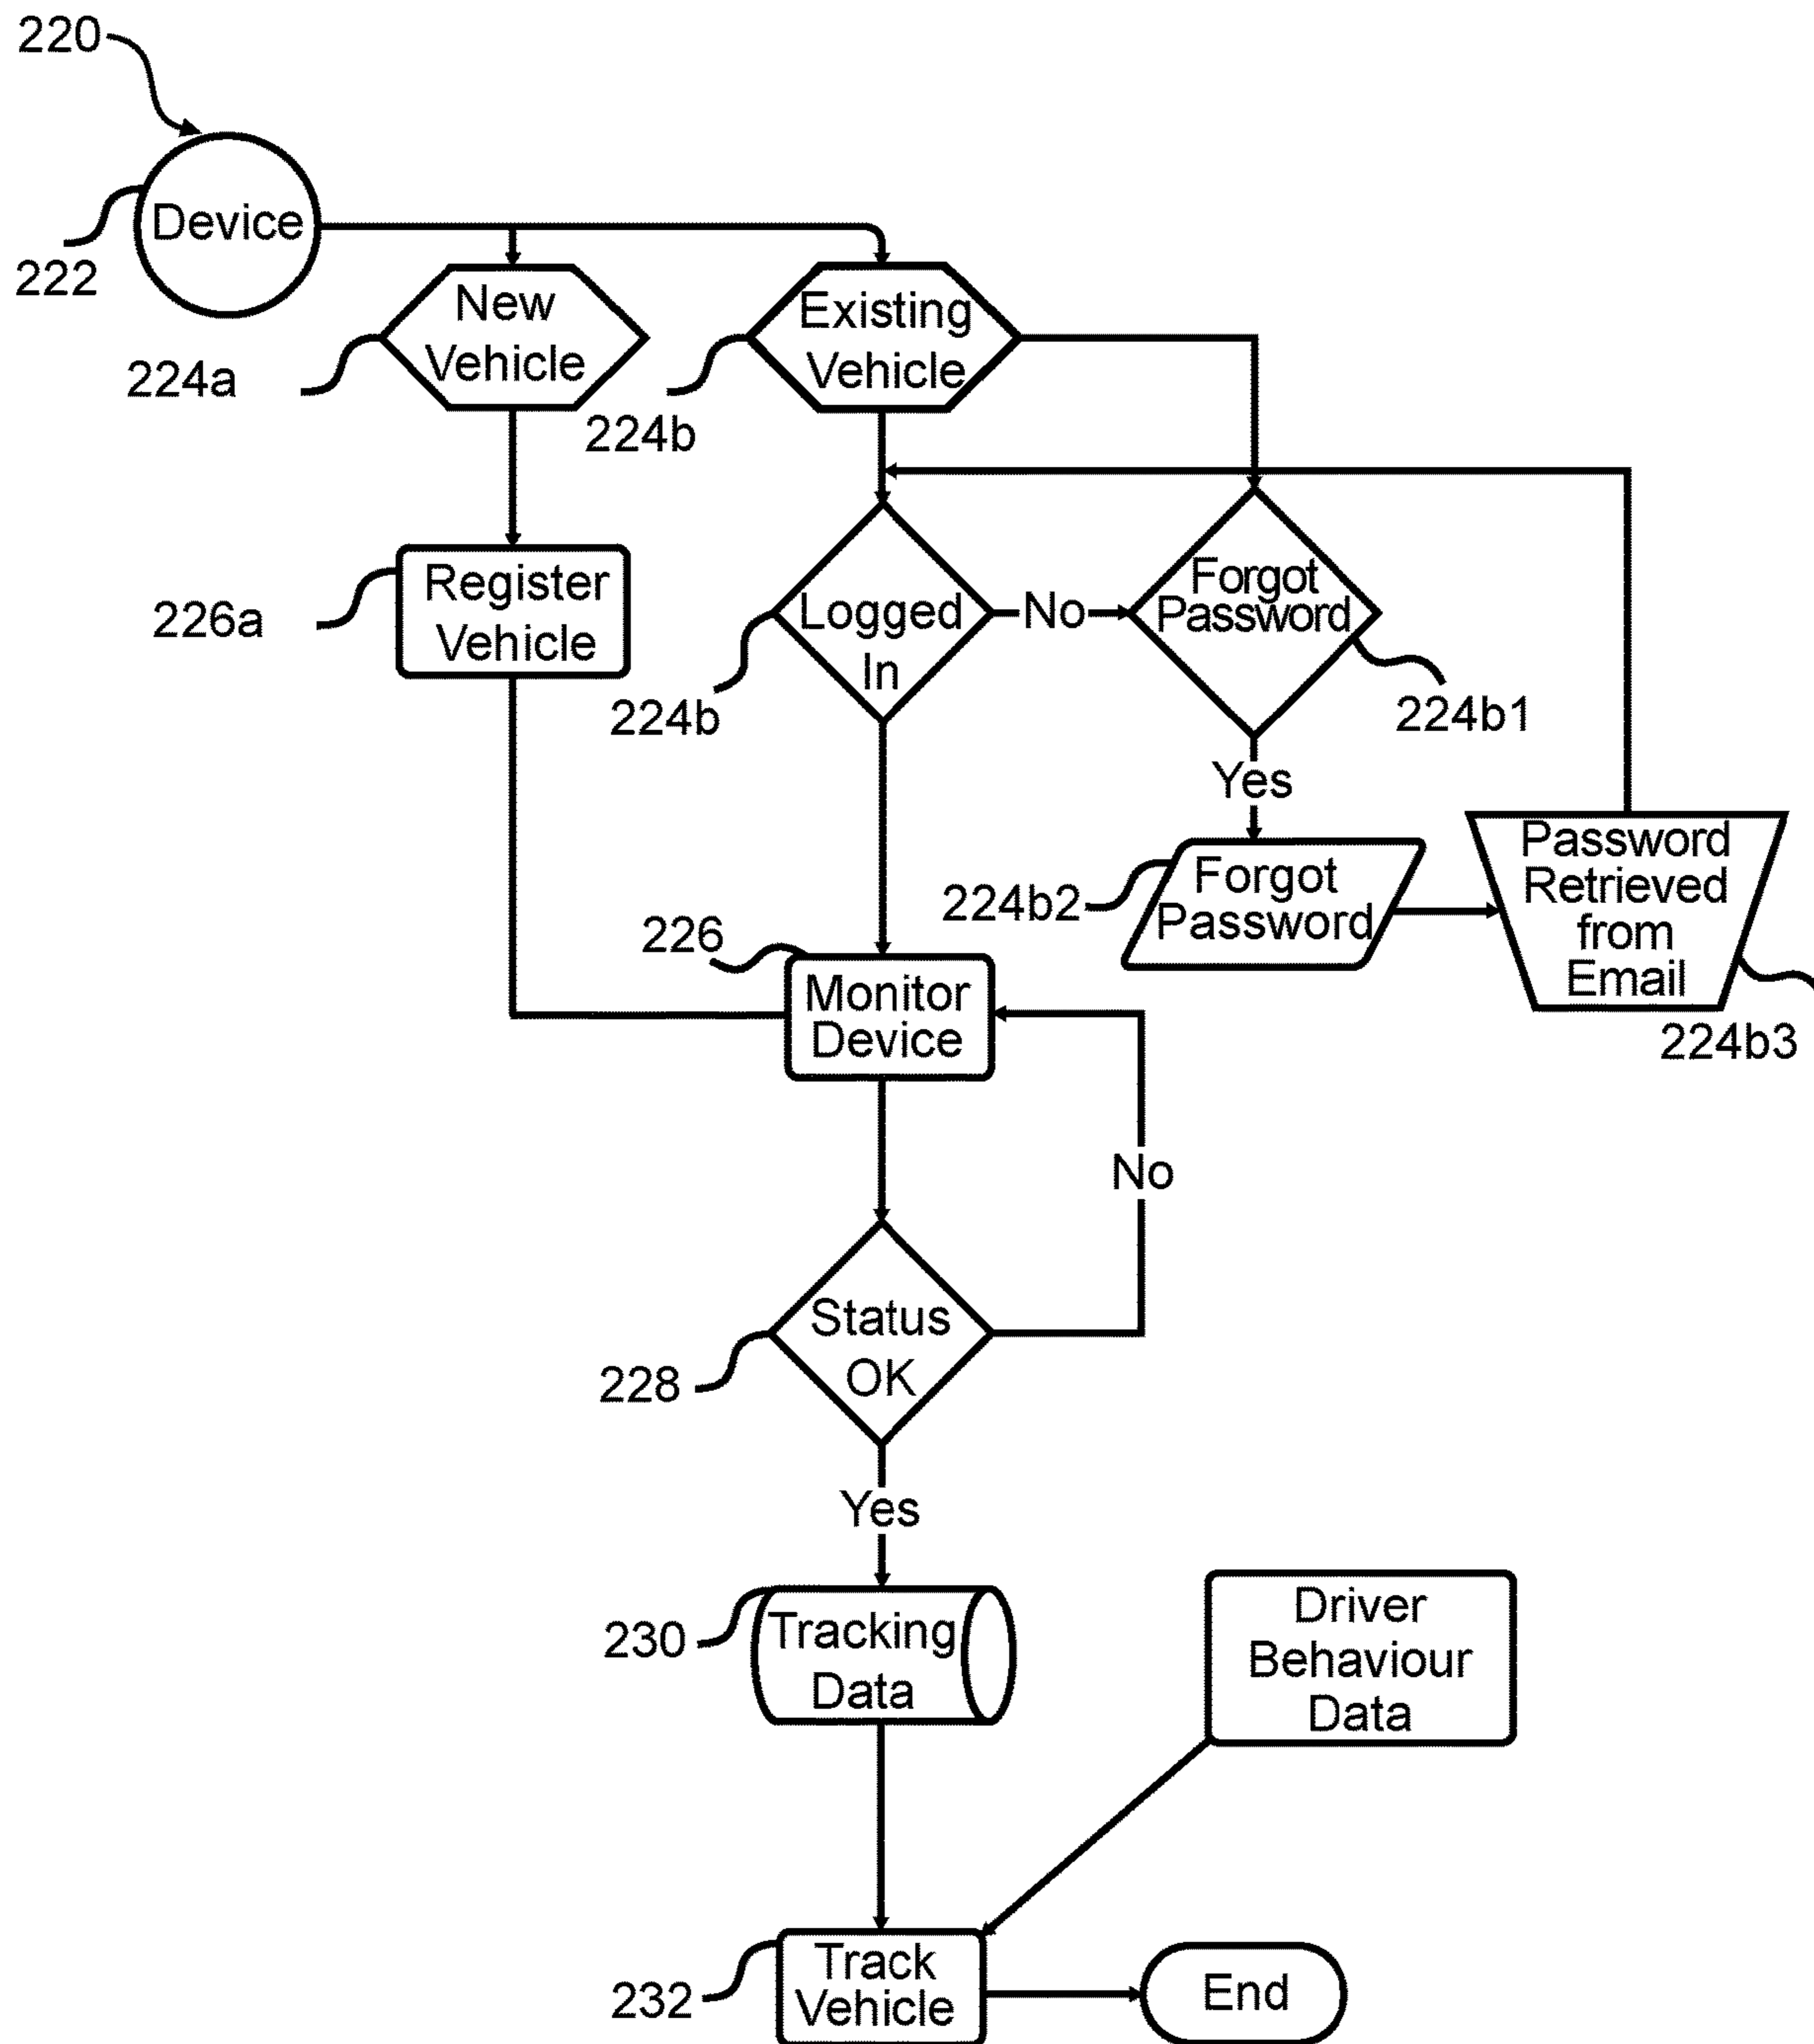 220
Device
222
New
Vehicle
224a
Existing
Vehicle
224b
Register
Vehicle
226a
Logged
In
224b
No
Forgot
Password
224b1
Yes
Forgot
Password
224b2
Password
Retrieved
from
Email
224b3
226
Monitor
Device
No
Status
OK
228
Yes
230
Tracking
Data
Driver
Behaviour
Data
Track
Vehicle
232
End